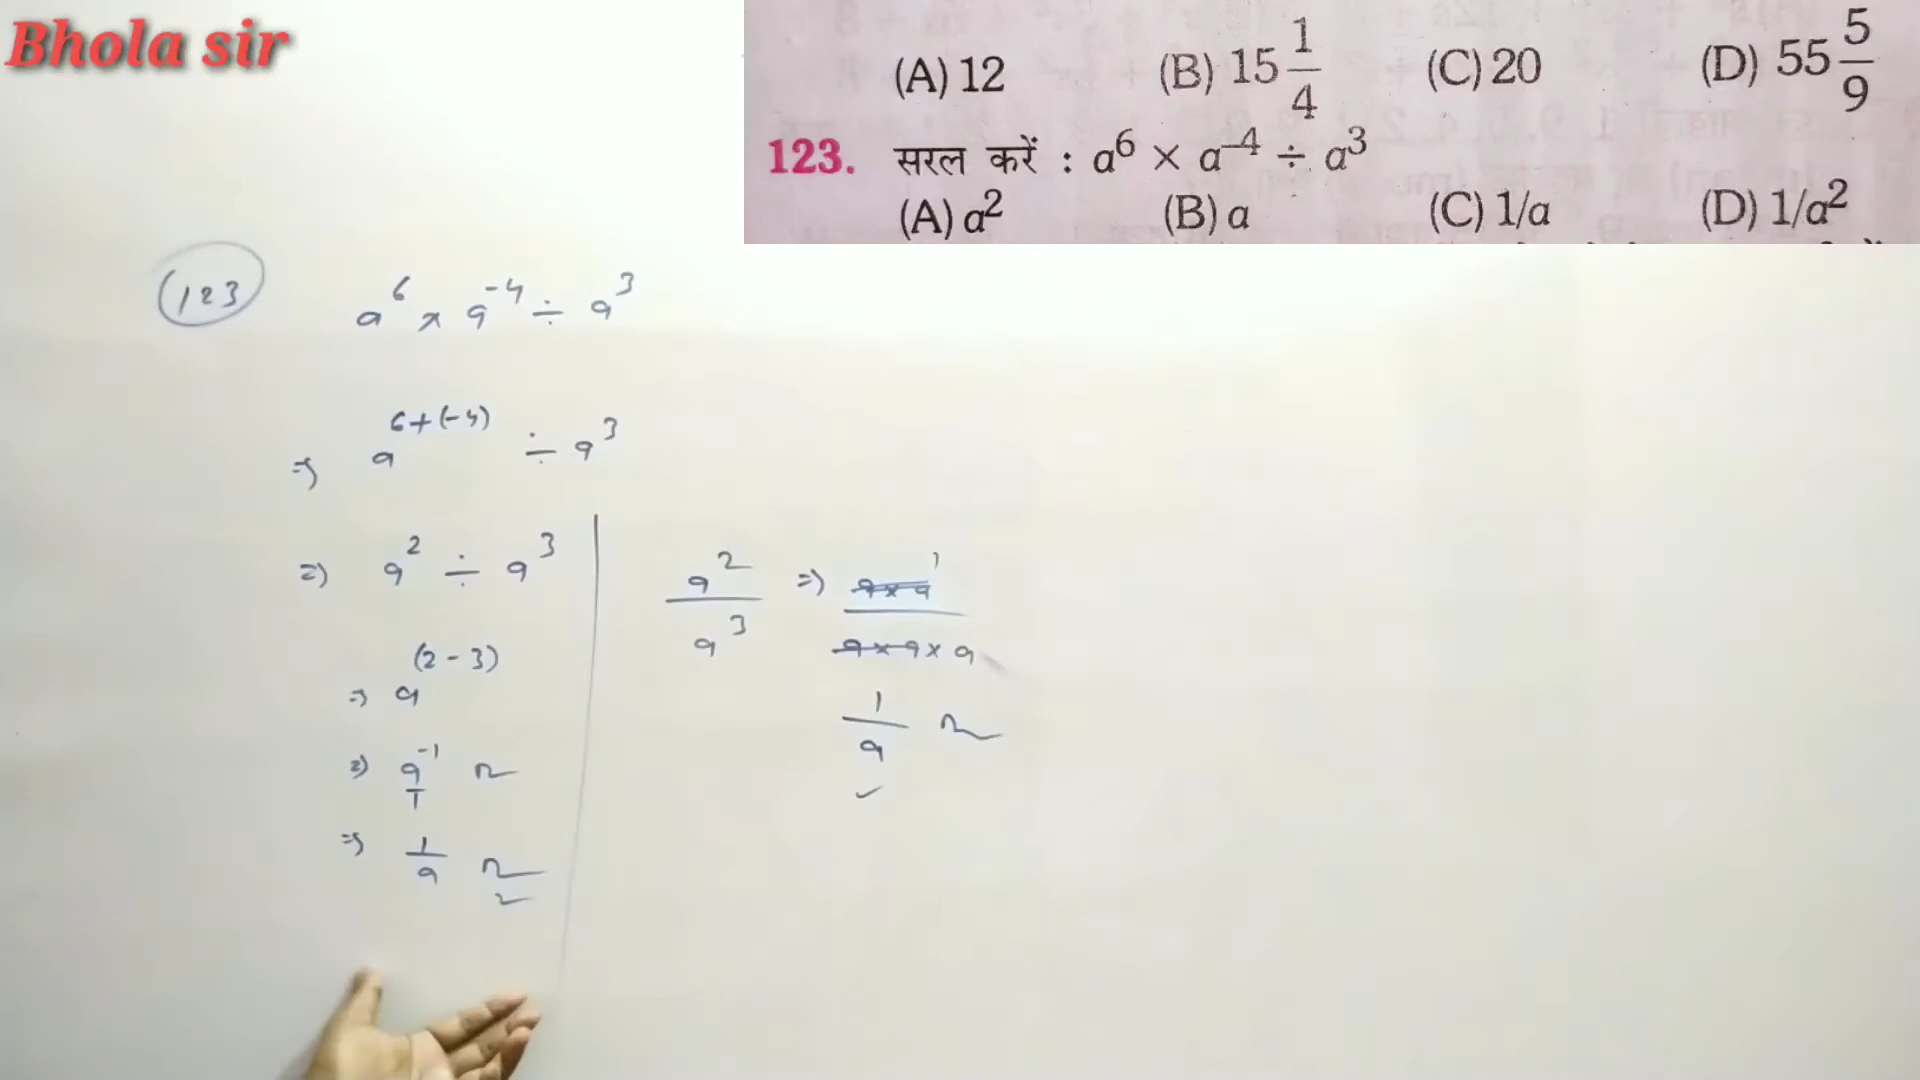 Bhola sir
(A) 12 (B) 15 1/4 (C) 20 (D) 55 5/9
123. सरल करें : a⁶ × a⁻⁴ ÷ a³
(A) a² (B) a (C) 1/a (D) 1/a²
123 a⁶ × a⁻⁴ ÷ a³
⇒ a⁶⁺⁽⁻⁴⁾ ÷ a³
⇒ a² ÷ a³
⇒ a⁽²⁻³⁾
⇒ a⁻¹
⇒ 1/a
a²/a³ ⇒ a×a/a×a×a
1/a